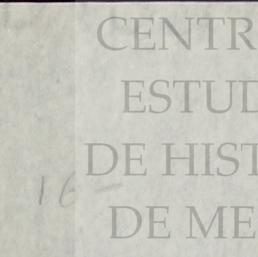 CENTR
ESTUD
DE HIST
16 -
DE ME